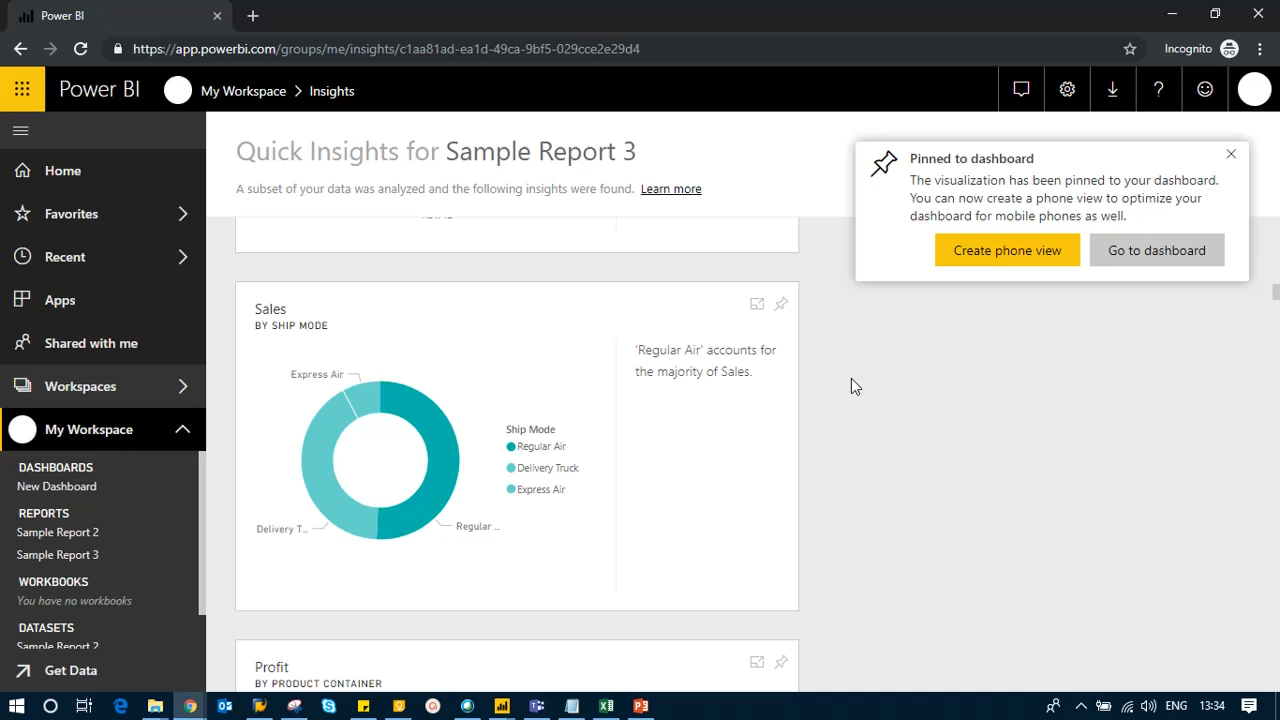 Power BI
https://app.powerbi.com/groups/me/insights/c1aa81ad-ea1d-49ca-9bf5-029cce2e29d4
Incognito
Power BI
My Workspace > Insights
Home
Favorites
Recent
Apps
Shared with me
Workspaces
My Workspace
DASHBOARDS
New Dashboard
REPORTS
Sample Report 2
Sample Report 3
WORKBOOKS
You have no workbooks
DATASETS
Sample Report 2
Get Data
Quick Insights for Sample Report 3
A subset of your data was analyzed and the following insights were found. Learn more
Pinned to dashboard
The visualization has been pinned to your dashboard.
You can now create a phone view to optimize your
dashboard for mobile phones as well.
Create phone view
Go to dashboard
Sales
BY SHIP MODE
'Regular Air' accounts for
the majority of Sales.
Express Air
Delivery T...
Regular ...
Ship Mode
Regular Air
Delivery Truck
Express Air
Profit
BY PRODUCT CONTAINER
ENG
13:34